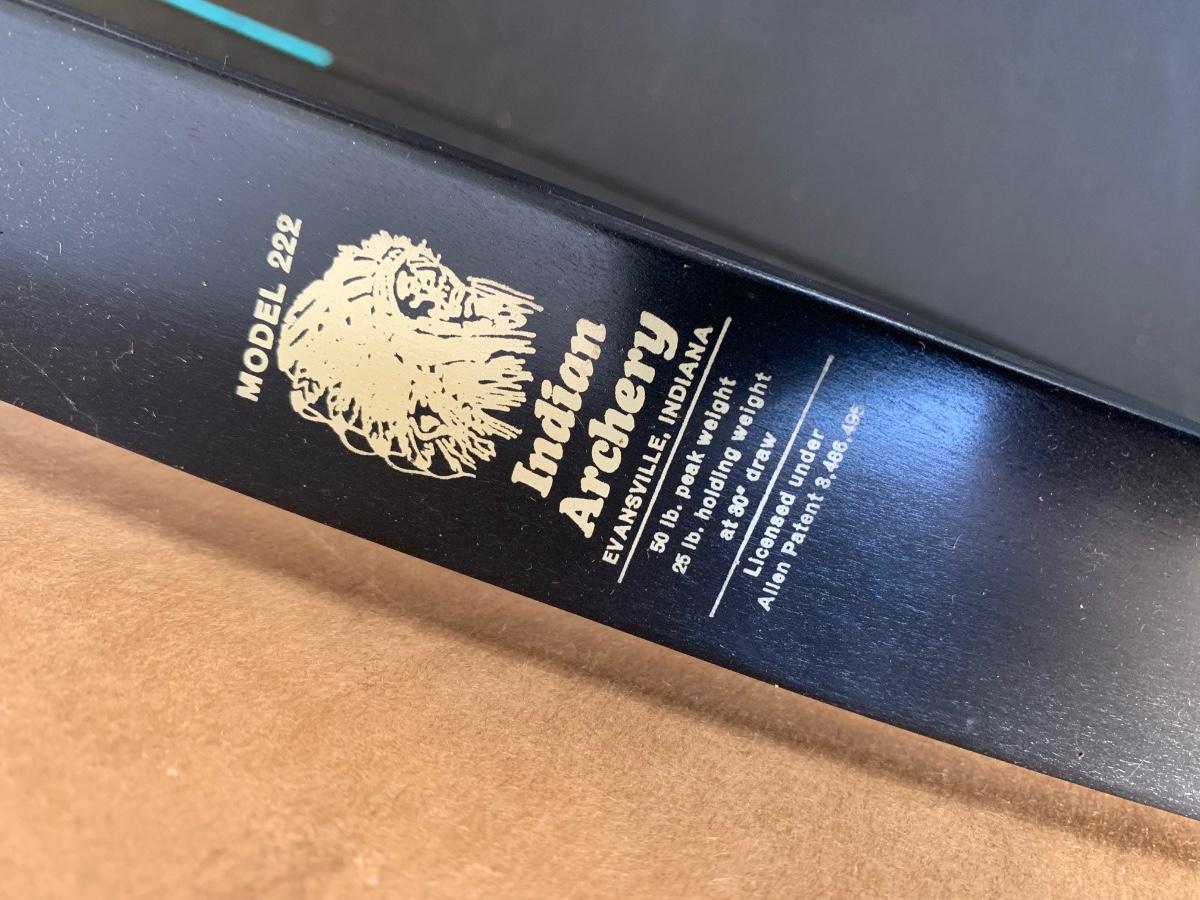 MODEL 222
Indian
Archery
EVANSVILLE, INDIANA
50 lb. peak weight
25 lb. holding weight
at 30" draw
Licensed under
Allen Patent 3,486,495